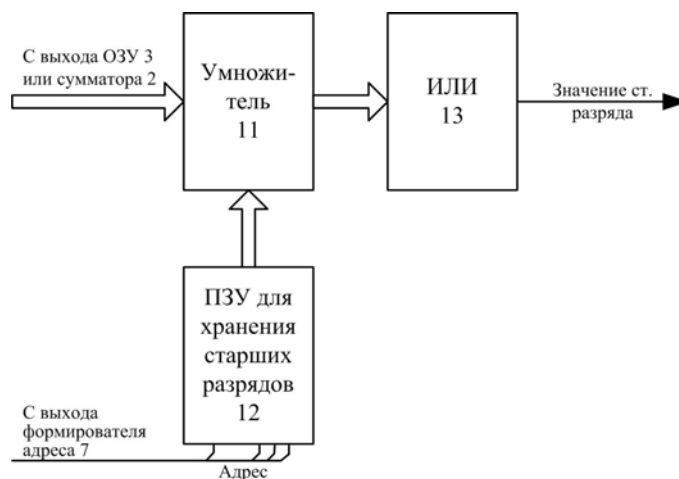 С выхода ОЗУ 3
или сумматора 2
Умножи-
тель
11
ИЛИ
13
Значение ст.
разряда
ПЗУ для
хранения
старших
разрядов
12
С выхода
формирователя
адреса 7
Адрес